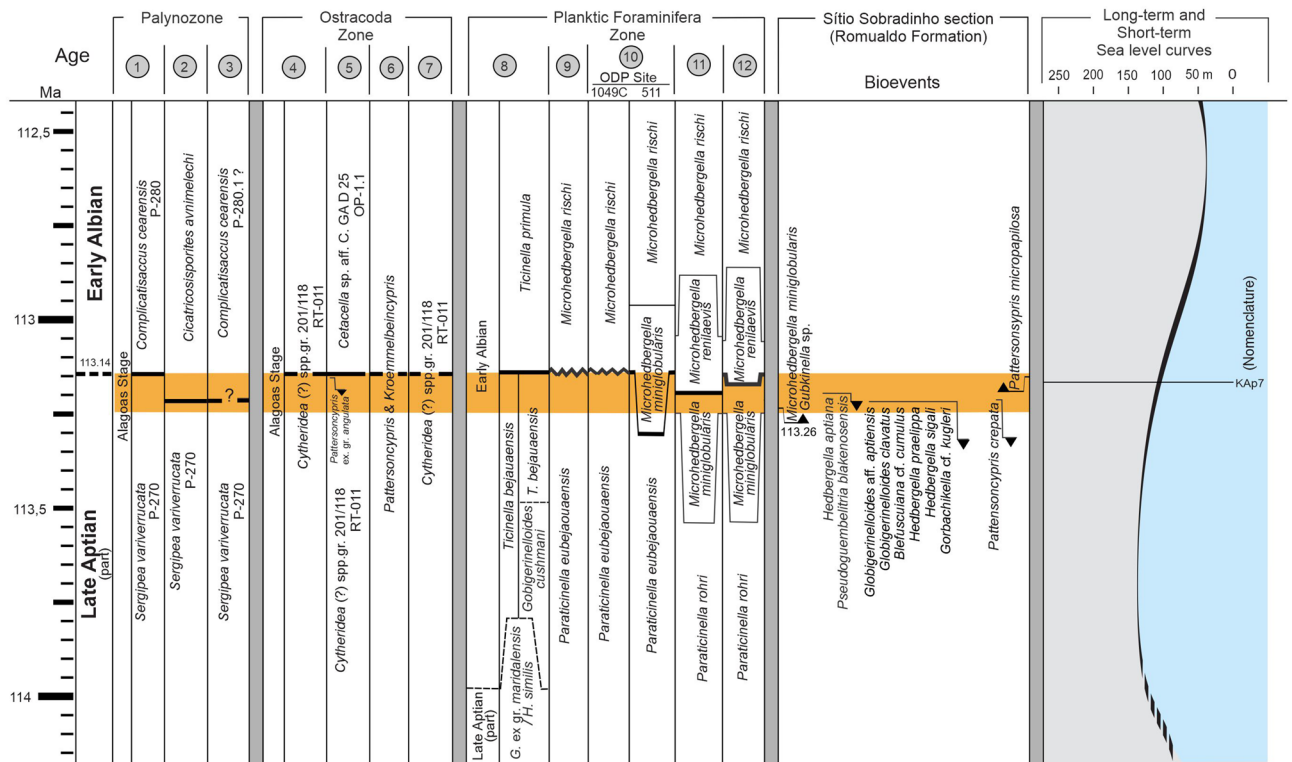 Palynozone
Ostracoda
Zone
Planktic Foraminifera
Zone
Sítio Sobradinho section
(Romualdo Formation)
Long-term and
Short-term
Sea level curves
Age
1
2
3
4
5
6
7
8
9
10
11
12
ODP Site
1049C 511
Bioevents
250 200 150 100 50 m 0
Ma
112,5
113
113.14
113,5
114
Early Albian
Late Aptian
(part)
Alagoas Stage
Complicatisaccus cearensis
P-280
Sergipea variverrucata
P-270
Cicatricosisporites avnimelechi
Sergipea variverrucata
P-270
Complicatisaccus cearensis
P-280.1 ?
?
Sergipea variverrucata
P-270
Alagoas Stage
Cytheridea (?) spp.gr. 201/118
RT-011
Cetacella sp. aff. C. GA D 25
OP-1.1
Pattersoncypris
ex. gr. angulata
Cytheridea (?) spp.gr. 201/118
RT-011
Pattersoncypris & Kroemmelbeincypris
Cytheridea (?) spp.gr. 201/118
RT-011
Early Albian
Late Aptian
(part)
Ticinella primula
Ticinella bejauaensis
T. bejauaensis
Gobigerinelloides
cushmani
G. ex gr. maridalensis
/ H. similis
Microhedbergella rischi
Paraticinella eubejaouaensis
Microhedbergella rischi
Paraticinella eubejaouaensis
Microhedbergella rischi
Microhedbergella
miniglobularis
Paraticinella eubejaouaensis
Microhedbergella rischi
Microhedbergella
renilaevis
Microhedbergella
miniglobularis
Paraticinella rohri
Microhedbergella rischi
Microhedbergella
renilaevis
Microhedbergella
miniglobularis
Paraticinella rohri
Microhedbergella miniglobularis
Gubkinella sp.
113.26
Hedbergella aptiana
Pseudoguembelitria blakenosensis
Globigerinelloides aff. aptiensis
Globigerinelloides clavatus
Blefusciana cf. cumulus
Hedbergella praelippa
Hedbergella sigali
Gorbachikella cf. kugleri
Pattensoncypris crepata
Pattersonsypris micropapilosa
(Nomenclature)
KAp7